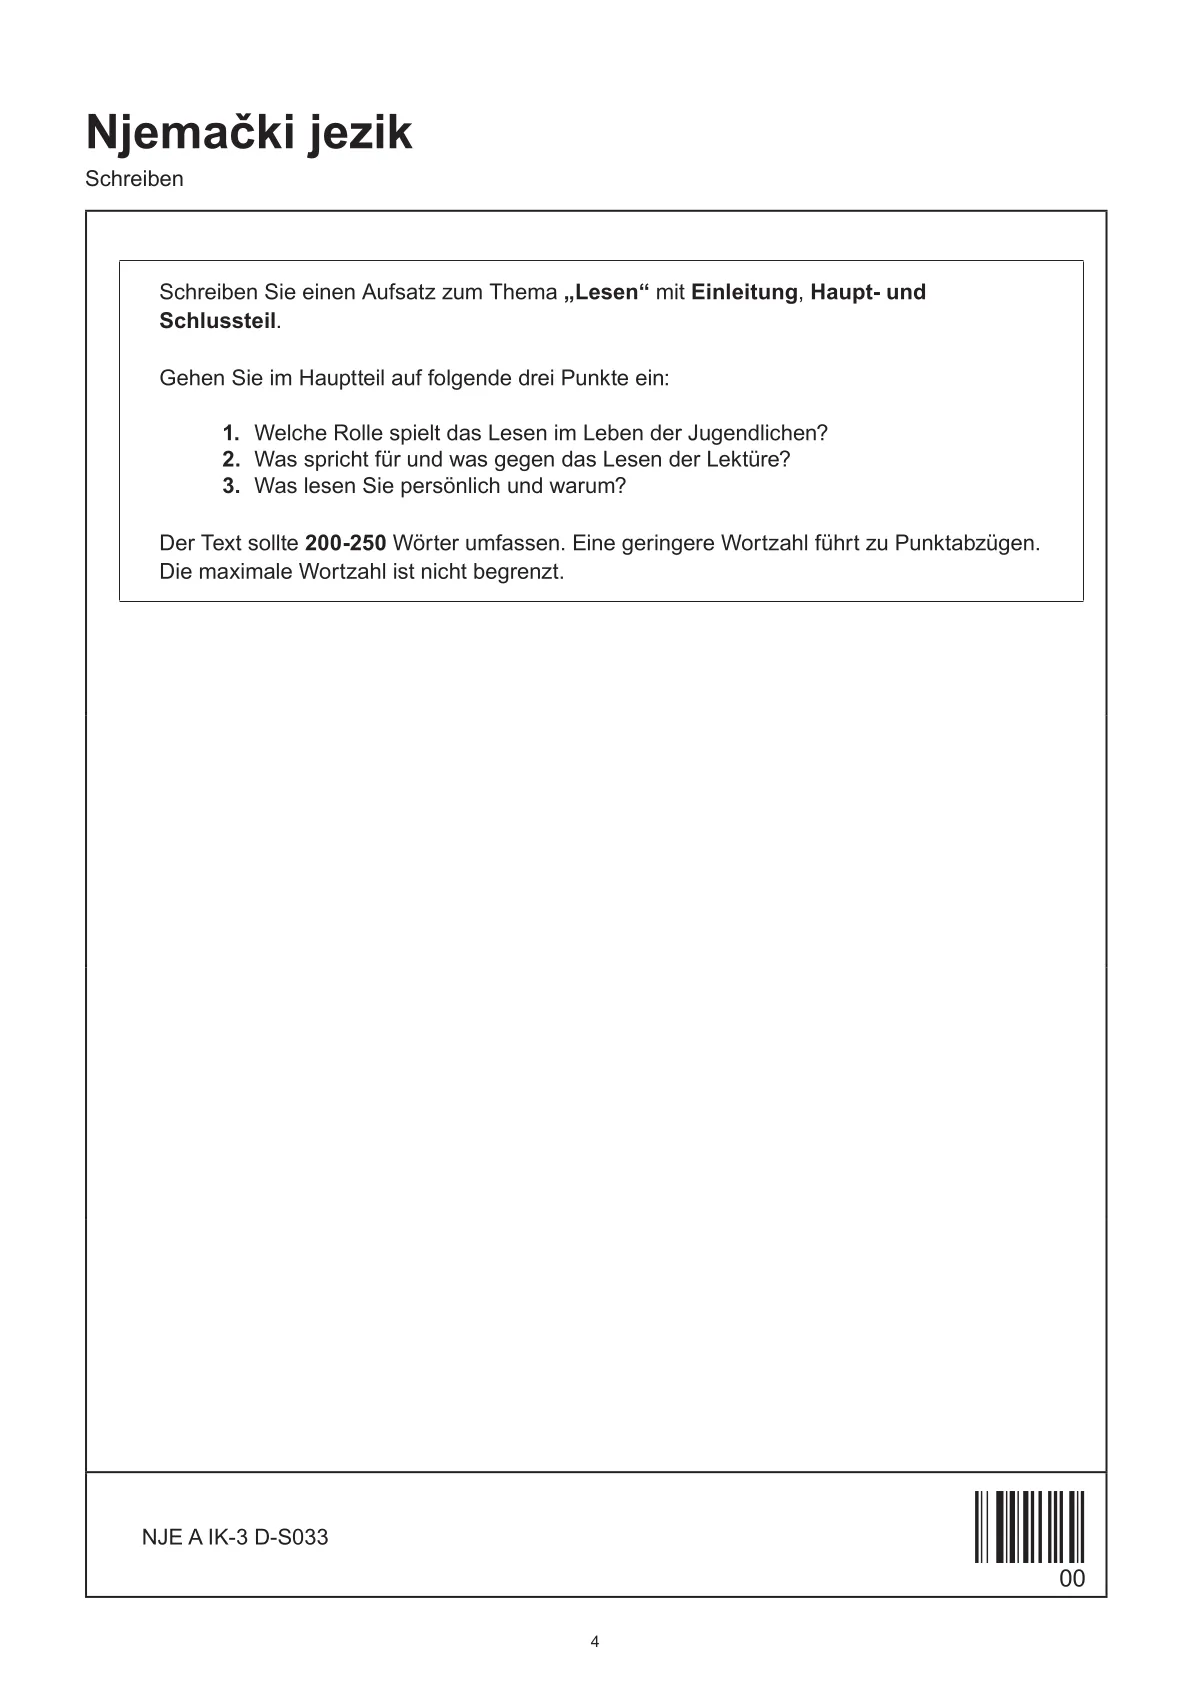 Njemački jezik
Schreiben
Schreiben Sie einen Aufsatz zum Thema „Lesen“ mit Einleitung, Haupt- und
Schlussteil.
Gehen Sie im Hauptteil auf folgende drei Punkte ein:
1. Welche Rolle spielt das Lesen im Leben der Jugendlichen?
2. Was spricht für und was gegen das Lesen der Lektüre?
3. Was lesen Sie persönlich und warum?
Der Text sollte 200-250 Wörter umfassen. Eine geringere Wortzahl führt zu Punktabzügen.
Die maximale Wortzahl ist nicht begrenzt.
NJE A IK-3 D-S033
00
4